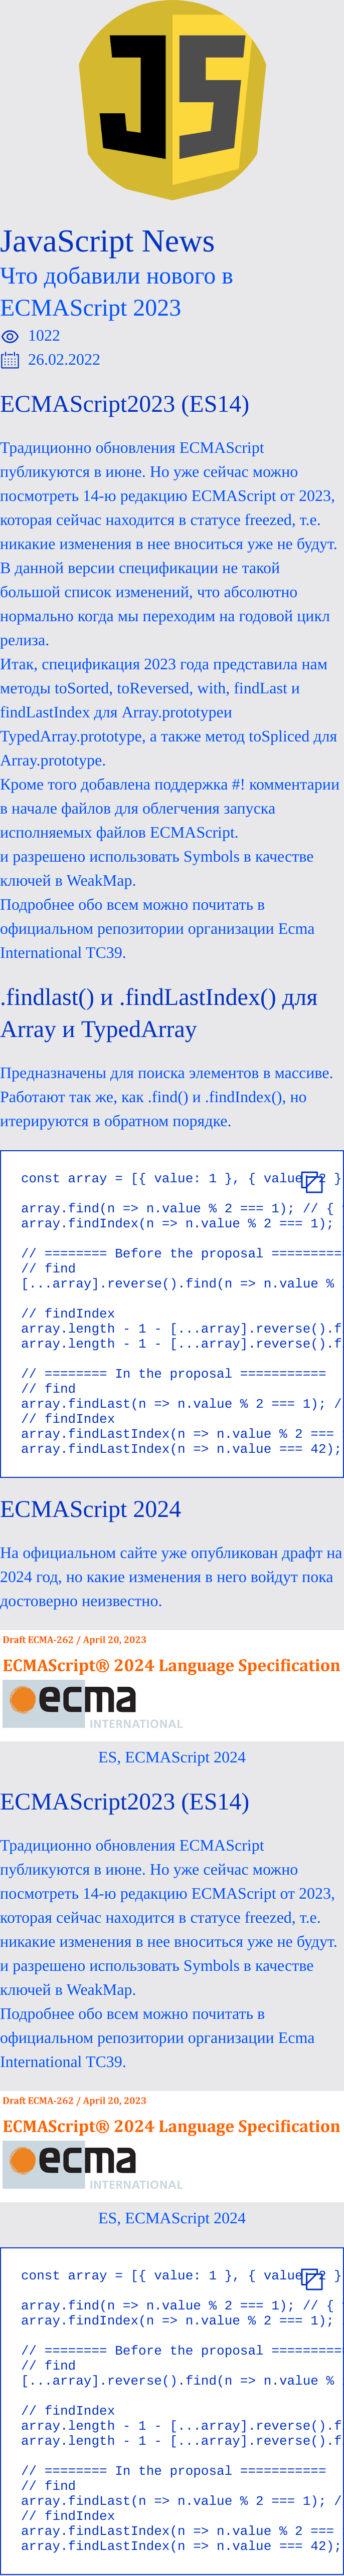 JS
JavaScript News
Что добавили нового в
ECMAScript 2023
1022
26.02.2022
ECMAScript2023 (ES14)
Традиционно обновления ECMAScript
публикуются в июне. Но уже сейчас можно
посмотреть 14-ю редакцию ECMAScript от 2023,
которая сейчас находится в статусе freezed, т.е.
никакие изменения в нее вноситься уже не будут.
В данной версии спецификации не такой
большой список изменений, что абсолютно
нормально когда мы переходим на годовой цикл
релиза.
Итак, спецификация 2023 года представила нам
методы toSorted, toReversed, with, findLast и
findLastIndex для Array.prototypeи
TypedArray.prototype, а также метод toSpliced для
Array.prototype.
Кроме того добавлена поддержка #! комментарии
в начале файлов для облегчения запуска
исполняемых файлов ECMAScript.
и разрешено использовать Symbols в качестве
ключей в WeakMap.
Подробнее обо всем можно почитать в
официальном репозитории организации Ecma
International TC39.
.findlast() и .findLastIndex() для
Array и TypedArray
Предназначены для поиска элементов в массиве.
Работают так же, как .find() и .findIndex(), но
итерируются в обратном порядке.
const array = [{ value: 1 }, { value: 2 }
array.find(n => n.value % 2 === 1); // {
array.findIndex(n => n.value % 2 === 1);
// ======== Before the proposal =========
// find
[...array].reverse().find(n => n.value %
// findIndex
array.length - 1 - [...array].reverse().f
array.length - 1 - [...array].reverse().f
// ======== In the proposal ===========
// find
array.findLast(n => n.value % 2 === 1); /
// findIndex
array.findLastIndex(n => n.value % 2 ===
array.findLastIndex(n => n.value === 42);
ECMAScript 2024
На официальном сайте уже опубликован драфт на
2024 год, но какие изменения в него войдут пока
достоверно неизвестно.
Draft ECMA-262 / April 20, 2023
ECMAScript® 2024 Language Specification
ecma
INTERNATIONAL
ES, ECMAScript 2024
ECMAScript2023 (ES14)
Традиционно обновления ECMAScript
публикуются в июне. Но уже сейчас можно
посмотреть 14-ю редакцию ECMAScript от 2023,
которая сейчас находится в статусе freezed, т.е.
никакие изменения в нее вноситься уже не будут.
и разрешено использовать Symbols в качестве
ключей в WeakMap.
Подробнее обо всем можно почитать в
официальном репозитории организации Ecma
International TC39.
Draft ECMA-262 / April 20, 2023
ECMAScript® 2024 Language Specification
ecma
INTERNATIONAL
ES, ECMAScript 2024
const array = [{ value: 1 }, { value: 2 }
array.find(n => n.value % 2 === 1); // {
array.findIndex(n => n.value % 2 === 1);
// ======== Before the proposal =========
// find
[...array].reverse().find(n => n.value %
// findIndex
array.length - 1 - [...array].reverse().f
array.length - 1 - [...array].reverse().f
// ======== In the proposal ===========
// find
array.findLast(n => n.value % 2 === 1); /
// findIndex
array.findLastIndex(n => n.value % 2 ===
array.findLastIndex(n => n.value === 42);